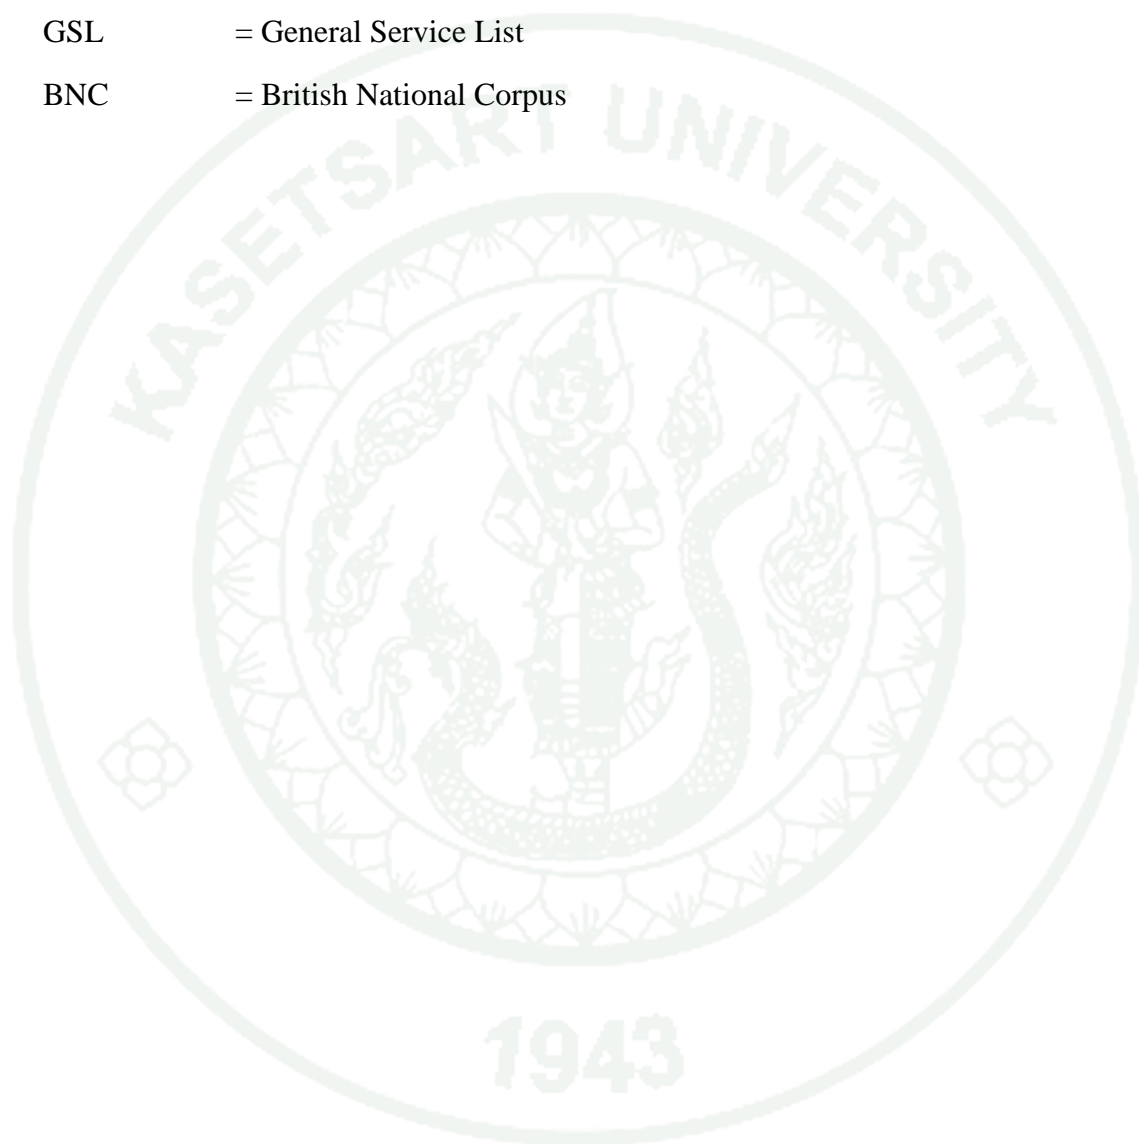 GSL = General Service List
BNC = British National Corpus
KASETSART UNIVERSITY
1943